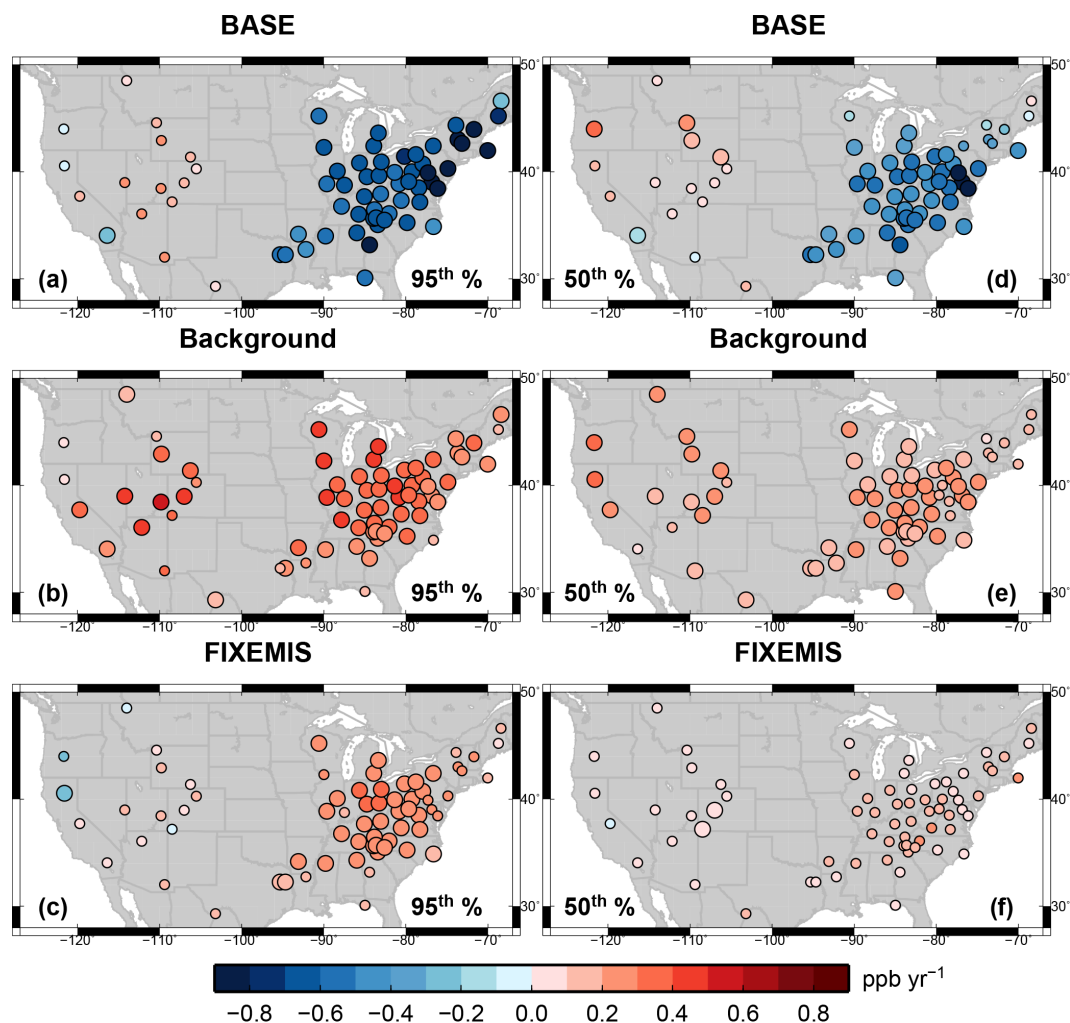 BASE BASE
50°
40°
(a) 95th % 30°
−120° −110° −100° −90° −80° −70°
50°
40°
50th % (d) 30°
−120° −110° −100° −90° −80° −70°
Background Background
50°
40°
(b) 95th % 30°
−120° −110° −100° −90° −80° −70°
50°
40°
50th % (e) 30°
−120° −110° −100° −90° −80° −70°
FIXEMIS FIXEMIS
50°
40°
(c) 95th % 30°
−120° −110° −100° −90° −80° −70°
50°
40°
50th % (f) 30°
−120° −110° −100° −90° −80° −70°
ppb yr−1
−0.8 −0.6 −0.4 −0.2 0.0 0.2 0.4 0.6 0.8